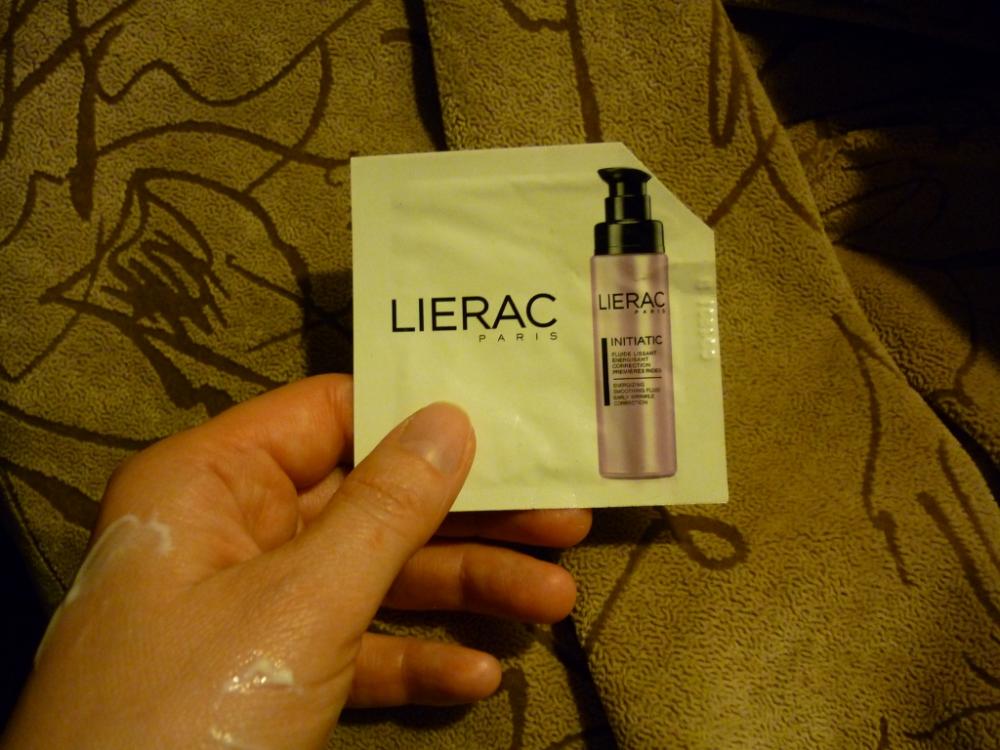 LIERAC
PARIS
LIERAC
PARIS
INITIATIC
FLUIDE LISSANT
ÉNERGISANT
CORRECTION
PREMIÈRES RIDES
ENERGIZING
SMOOTHING FLUID
EARLY WRINKLE
CORRECTION